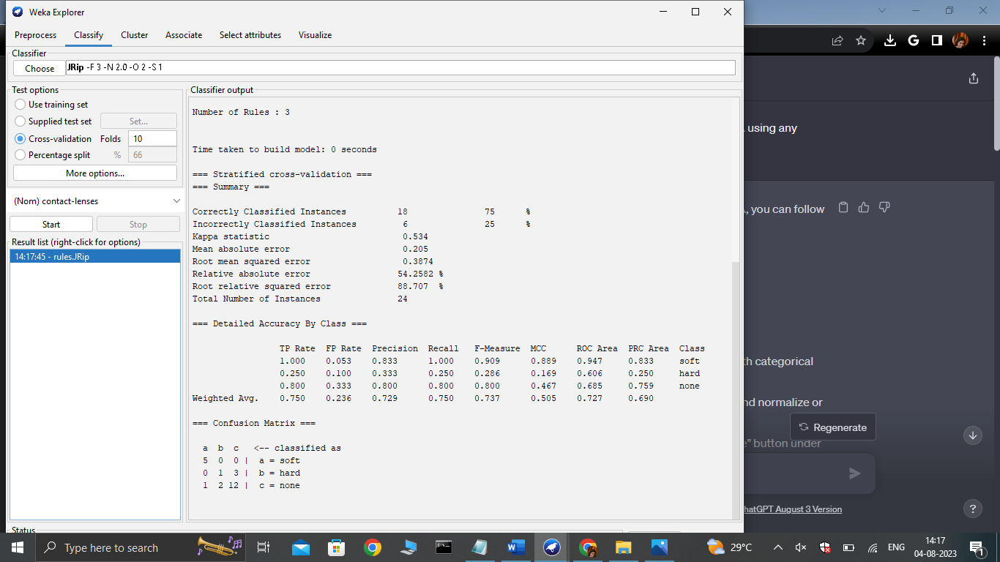 Weka Explorer
Preprocess Classify Cluster Associate Select attributes Visualize
Classifier
Choose JRip -F 3 -N 2.0 -O 2 -S 1
Test options
Use training set
Supplied test set Set...
Cross-validation Folds 10
Percentage split % 66
More options...
(Nom) contact-lenses
Start Stop
Result list (right-click for options)
14:17:45 - rules.JRip
Classifier output
Number of Rules : 3
Time taken to build model: 0 seconds
=== Stratified cross-validation ===
=== Summary ===
Correctly Classified Instances 18 75 %
Incorrectly Classified Instances 6 25 %
Kappa statistic 0.534
Mean absolute error 0.205
Root mean squared error 0.3874
Relative absolute error 54.2582 %
Root relative squared error 88.707 %
Total Number of Instances 24
=== Detailed Accuracy By Class ===
TP Rate FP Rate Precision Recall F-Measure MCC ROC Area PRC Area Class
1.000 0.053 0.833 1.000 0.909 0.889 0.947 0.833 soft
0.250 0.100 0.333 0.250 0.286 0.169 0.606 0.250 hard
0.800 0.333 0.800 0.800 0.800 0.467 0.685 0.759 none
Weighted Avg. 0.750 0.236 0.729 0.750 0.737 0.505 0.727 0.690
=== Confusion Matrix ===
a b c <-- classified as
5 0 0 | a = soft
0 1 3 | b = hard
1 2 12 | c = none
Status
using any
, you can follow
th categorical
nd normalize or
Regenerate
e" button under
hatGPT August 3 Version
?
Type here to search
29°C
ENG
14:17
04-08-2023
1